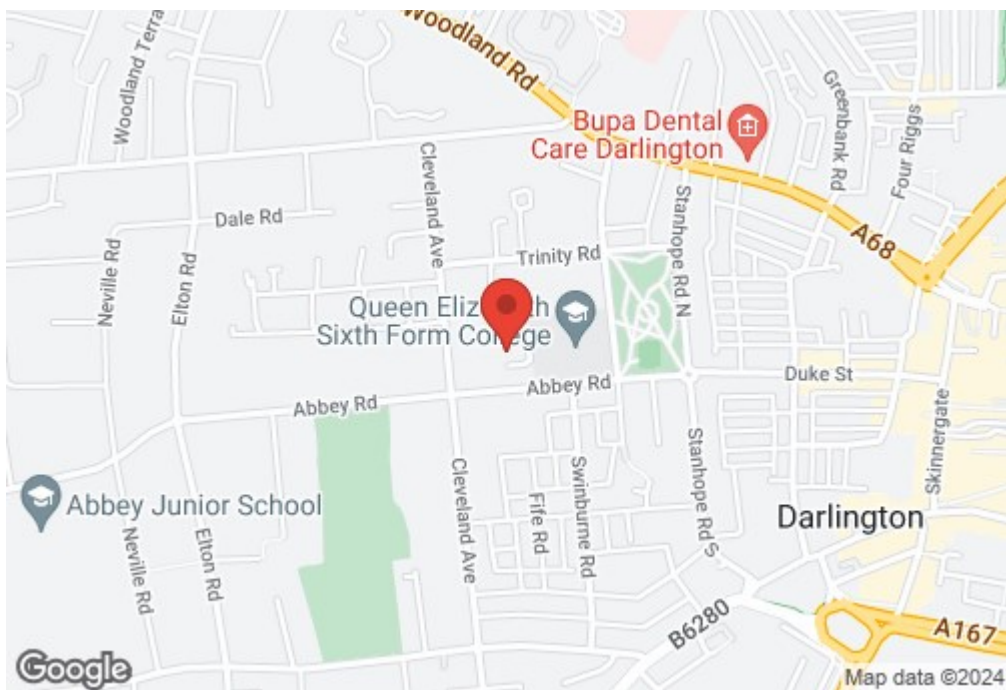 Woodland Terra
Woodland Rd
Bupa Dental
Care Darlington
Greenbank Rd
Four Riggs
Cleveland Ave
Stanhope Rd N
A68
Dale Rd
Neville Rd
Elton Rd
Trinity Rd
Queen Eliz th
Sixth Form College
Abbey Rd
Duke St
Abbey Rd
Skinnergate
Cleveland Ave
Swinburne Rd
Stanhope Rd S
Fife Rd
Abbey Junior School
Darlington
Neville Rd
Elton Rd
B6280
A167
Google
Map data ©2024